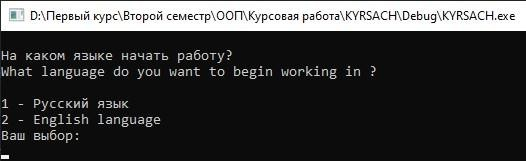 D:\Первый курс\Второй семестр\ООП\Курсовая работа\KYRSACH\Debug\KYRSACH.exe
На каком языке начать работу?
What language do you want to begin working in ?
1 - Русский язык
2 - English language
Ваш выбор: